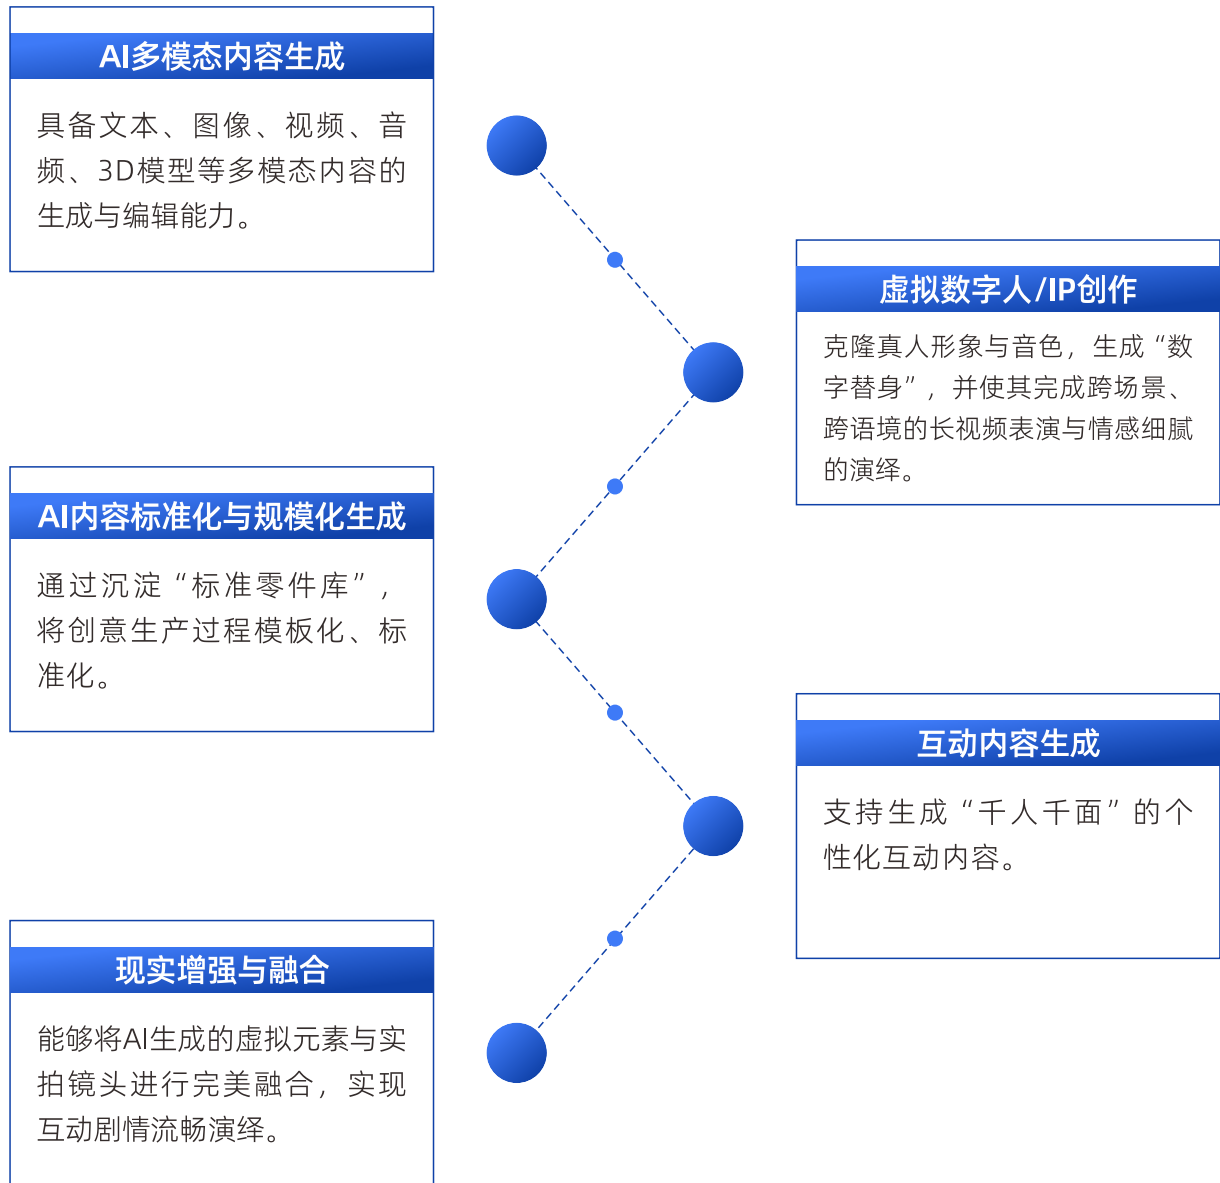 AI多模态内容生成
具备文本、图像、视频、音
频、3D模型等多模态内容的
生成与编辑能力。
虚拟数字人/IP创作
克隆真人形象与音色，生成“数
字替身”，并使其完成跨场景、
跨语境的长视频表演与情感细腻
的演绎。
AI内容标准化与规模化生成
通过沉淀“标准零件库”，
将创意生产过程模板化、标
准化。
互动内容生成
支持生成“千人千面”的个
性化互动内容。
现实增强与融合
能够将AI生成的虚拟元素与实
拍镜头进行完美融合，实现
互动剧情流畅演绎。